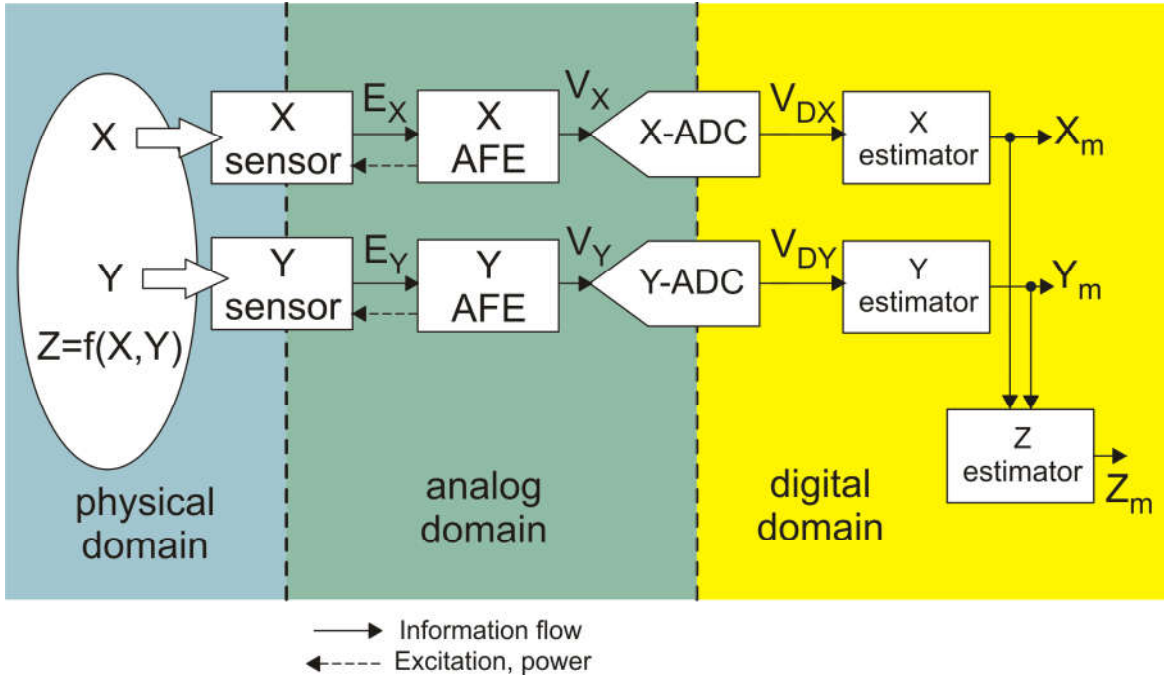 X
X
sensor
E_X
X
AFE
V_X
X-ADC
V_DX
X
estimator
X_m
Y
Y
sensor
E_Y
Y
AFE
V_Y
Y-ADC
V_DY
Y
estimator
Y_m
Z=f(X,Y)
Z
estimator
Z_m
physical
domain
analog
domain
digital
domain
Information flow
Excitation, power